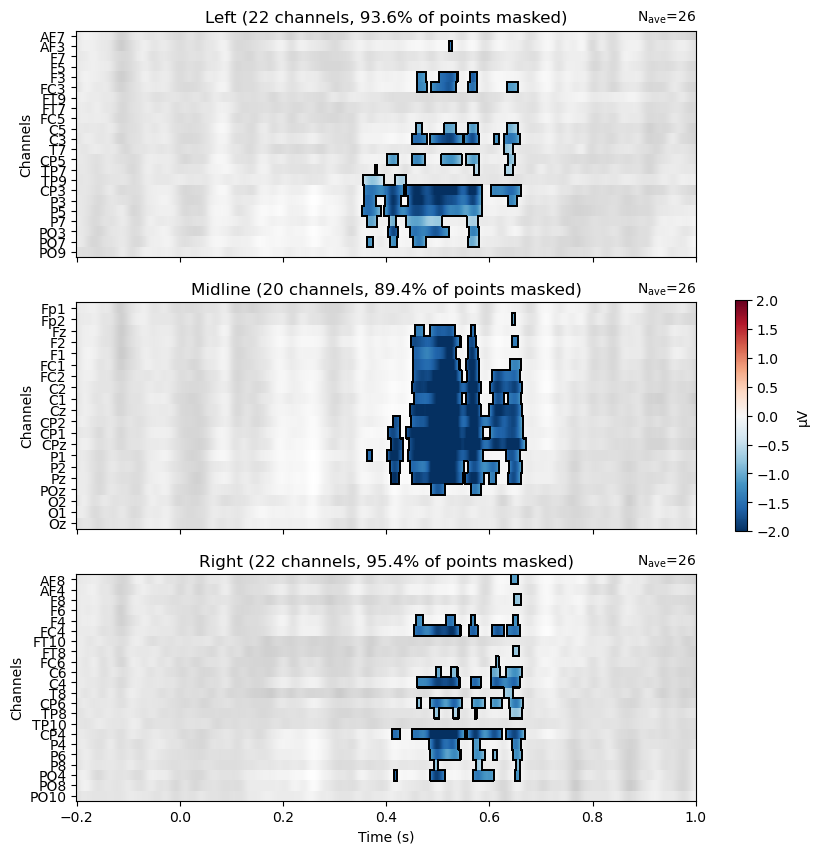 Left (22 channels, 93.6% of points masked)
N_ave=26
Channels
AF7
AF3
F7
F5
F3
FC3
FT9
FT7
FC5
C5
C3
T7
CP5
TP7
TP9
CP3
P3
P5
P7
PO3
PO7
PO9
Midline (20 channels, 89.4% of points masked)
N_ave=26
Channels
Fp1
Fp2
Fz
F2
F1
FC1
FC2
C2
C1
Cz
CP2
CP1
CPz
P1
P2
Pz
POz
O2
O1
Oz
2.0
1.5
1.0
0.5
0.0
−0.5
−1.0
−1.5
−2.0
µV
Right (22 channels, 95.4% of points masked)
N_ave=26
Channels
AF8
AF4
F8
F6
F4
FC4
FT10
FT8
FC6
C6
C4
T8
CP6
TP8
TP10
CP4
P4
P6
P8
PO4
PO8
PO10
−0.2 0.0 0.2 0.4 0.6 0.8 1.0
Time (s)